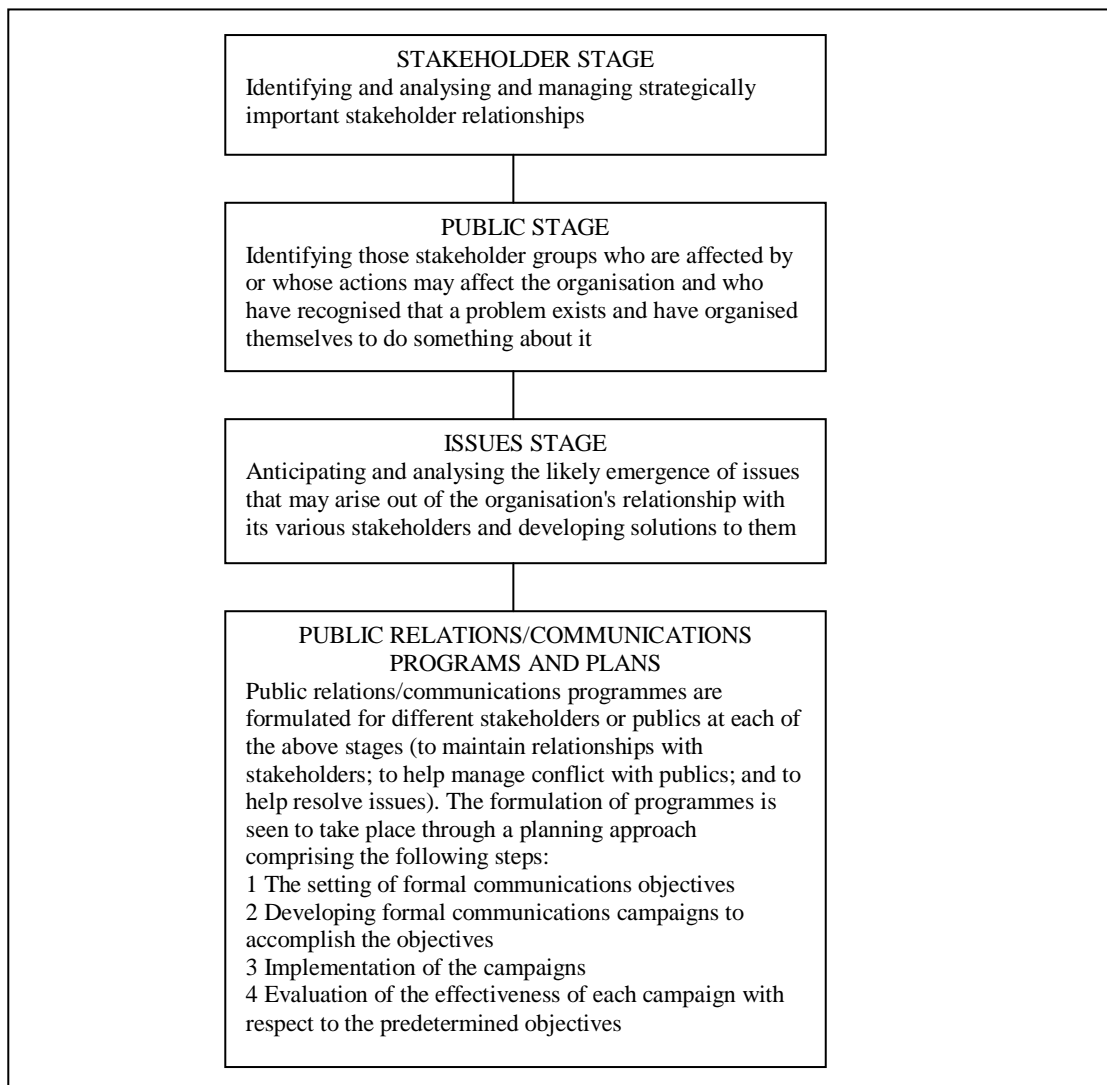 STAKEHOLDER STAGE
Identifying and analysing and managing strategically
important stakeholder relationships
PUBLIC STAGE
Identifying those stakeholder groups who are affected by
or whose actions may affect the organisation and who
have recognised that a problem exists and have organised
themselves to do something about it
ISSUES STAGE
Anticipating and analysing the likely emergence of issues
that may arise out of the organisation's relationship with
its various stakeholders and developing solutions to them
PUBLIC RELATIONS/COMMUNICATIONS
PROGRAMS AND PLANS
Public relations/communications programmes are
formulated for different stakeholders or publics at each of
the above stages (to maintain relationships with
stakeholders; to help manage conflict with publics; and to
help resolve issues). The formulation of programmes is
seen to take place through a planning approach
comprising the following steps:
1 The setting of formal communications objectives
2 Developing formal communications campaigns to
accomplish the objectives
3 Implementation of the campaigns
4 Evaluation of the effectiveness of each campaign with
respect to the predetermined objectives